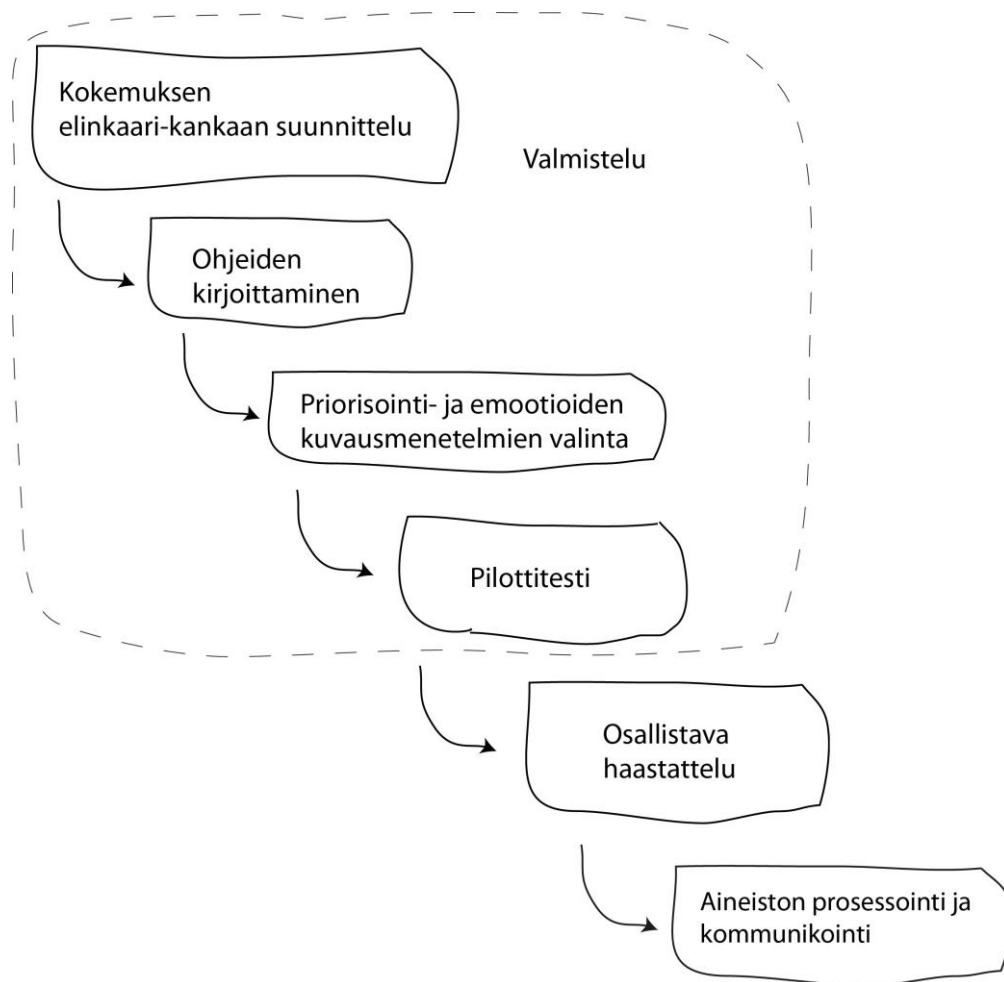 Kokemuksen
elinkaari-kankaan suunnittelu
Valmistelu
Ohjeiden
kirjoittaminen
Priorisointi- ja emootioiden
kuvausmenetelmien valinta
Pilottitesti
Osallistava
haastattelu
Aineiston prosessointi ja
kommunikointi